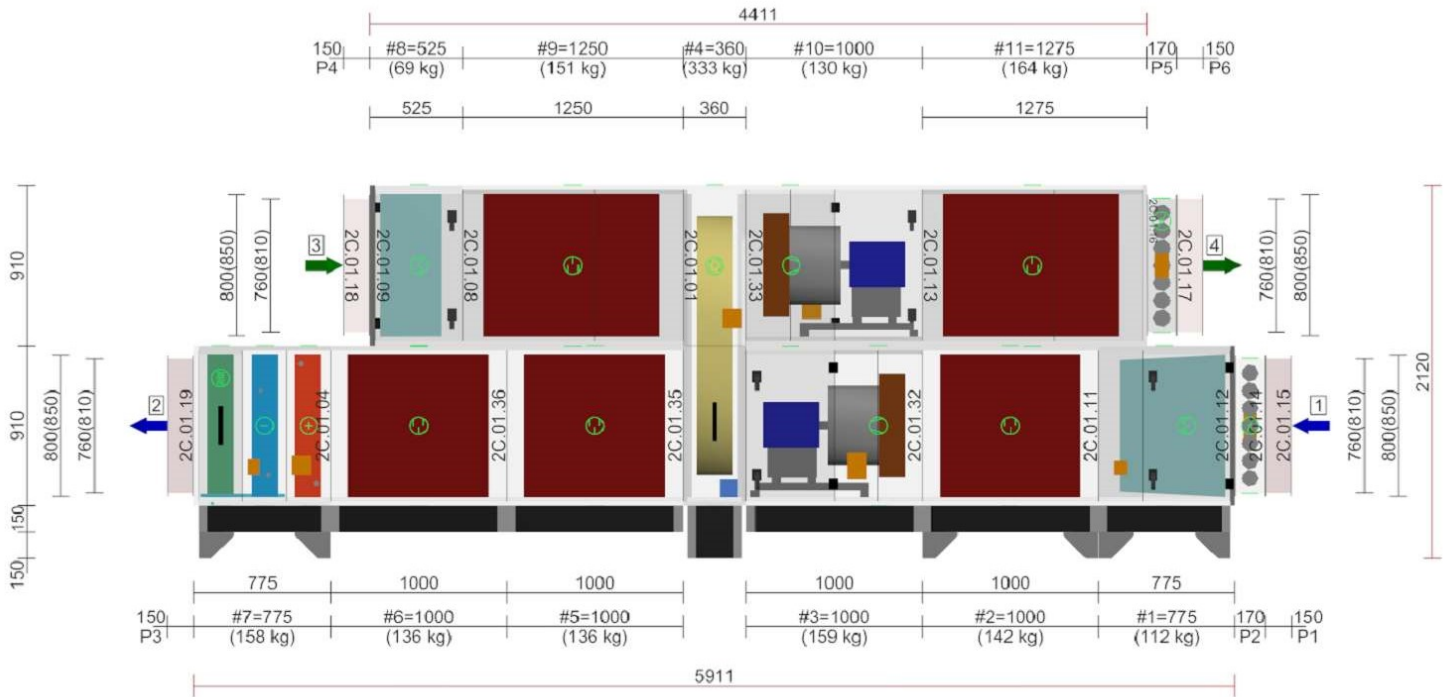 4411
150 #8=525 #9=1250 #4=360 #10=1000 #11=1275 170 150
P4 (69 kg) (151 kg) (333 kg) (130 kg) (164 kg) P5 P6
525 1250 360 1275
910
800(850)
760(810)
3
2C.01.18
2C.01.09
2C.01.08
2C.01.01
2C.01.33
2C.01.13
2C.01.16
2C.01.17
4
760(810)
800(850)
2120
910
800(850)
760(810)
2
2C.01.19
2C.01.04
2C.01.36
2C.01.35
2C.01.32
2C.01.11
2C.01.12
2C.01.14
2C.01.15
1
760(810)
800(850)
150
150
775 1000 1000 1000 1000 775
150 #7=775 #6=1000 #5=1000 #3=1000 #2=1000 #1=775 170 150
P3 (158 kg) (136 kg) (136 kg) (159 kg) (142 kg) (112 kg) P2 P1
5911